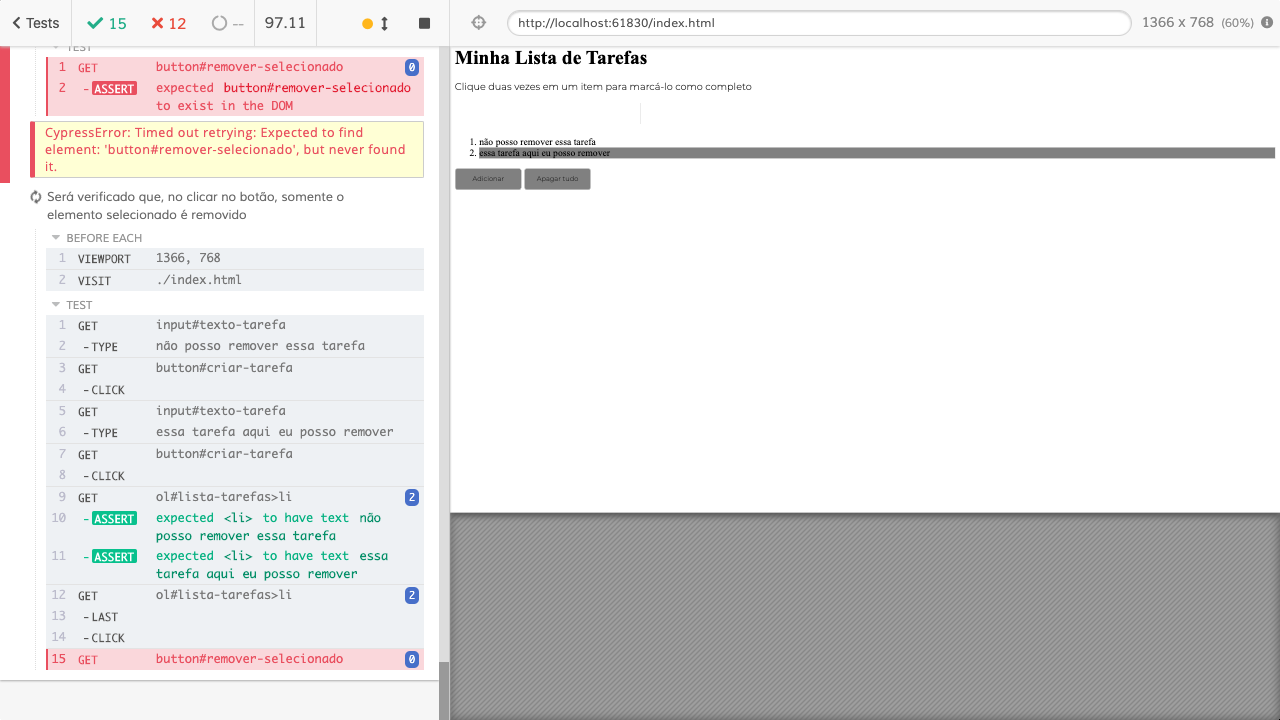 Tests 15 12 -- 97.11
TEST
1 GET button#remover-selecionado 0
2 -ASSERT expected button#remover-selecionado
to exist in the DOM
CypressError: Timed out retrying: Expected to find
element: 'button#remover-selecionado', but never found
it.
Será verificado que, no clicar no botão, somente o
elemento selecionado é removido
BEFORE EACH
1 VIEWPORT 1366, 768
2 VISIT ./index.html
TEST
1 GET input#texto-tarefa
2 -TYPE não posso remover essa tarefa
3 GET button#criar-tarefa
4 -CLICK
5 GET input#texto-tarefa
6 -TYPE essa tarefa aqui eu posso remover
7 GET button#criar-tarefa
8 -CLICK
9 GET ol#lista-tarefas>li 2
10 -ASSERT expected <li> to have text não
posso remover essa tarefa
11 -ASSERT expected <li> to have text essa
tarefa aqui eu posso remover
12 GET ol#lista-tarefas>li 2
13 -LAST
14 -CLICK
15 GET button#remover-selecionado 0
http://localhost:61830/index.html 1366 x 768 (60%)
Minha Lista de Tarefas
Clique duas vezes em um item para marcá-lo como completo
1. não posso remover essa tarefa
2. essa tarefa aqui eu posso remover
Adicionar Apagar tudo